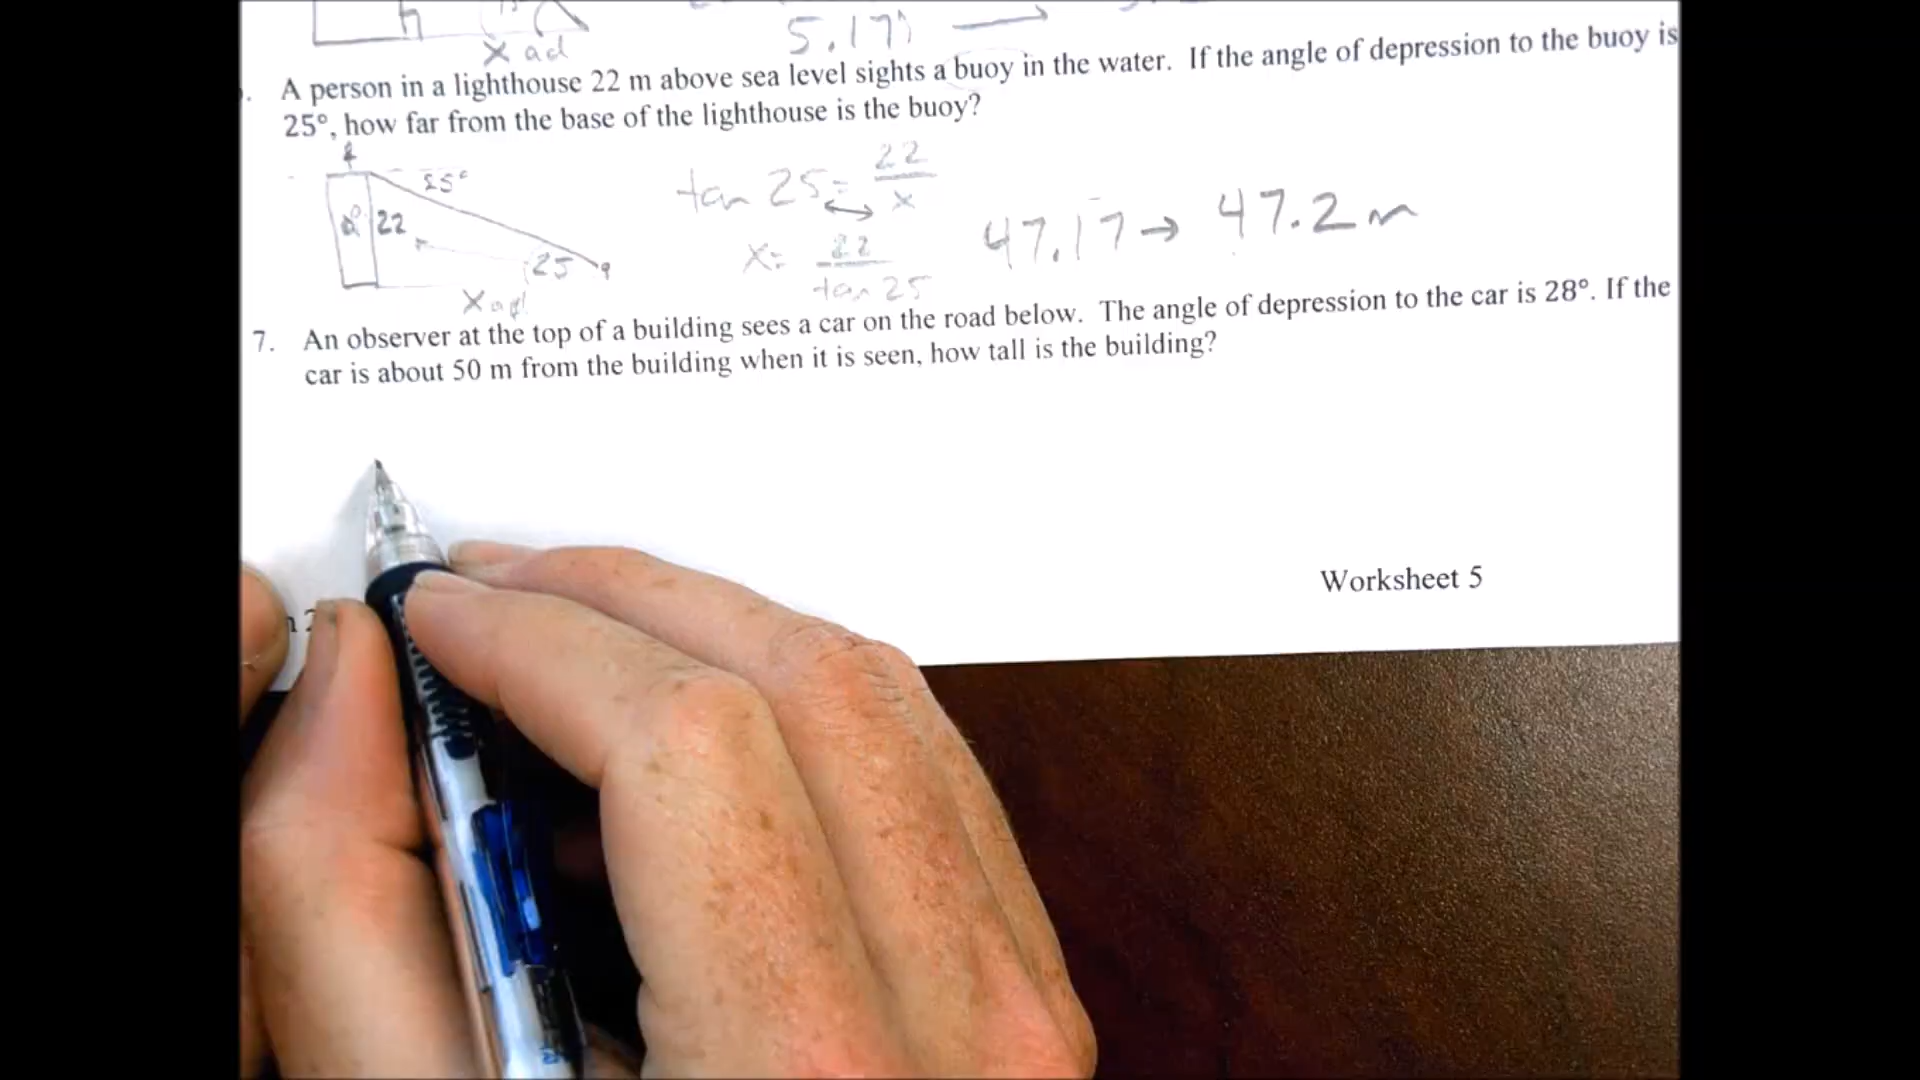 x ad
5.17 →
A person in a lighthouse 22 m above sea level sights a buoy in the water. If the angle of depression to the buoy is
25°, how far from the base of the lighthouse is the buoy?
25°
22
25
x
tan 25 = 22/x
x = 22/tan 25
47.17 → 47.2 m
7. An observer at the top of a building sees a car on the road below. The angle of depression to the car is 28°. If the
car is about 50 m from the building when it is seen, how tall is the building?
Worksheet 5